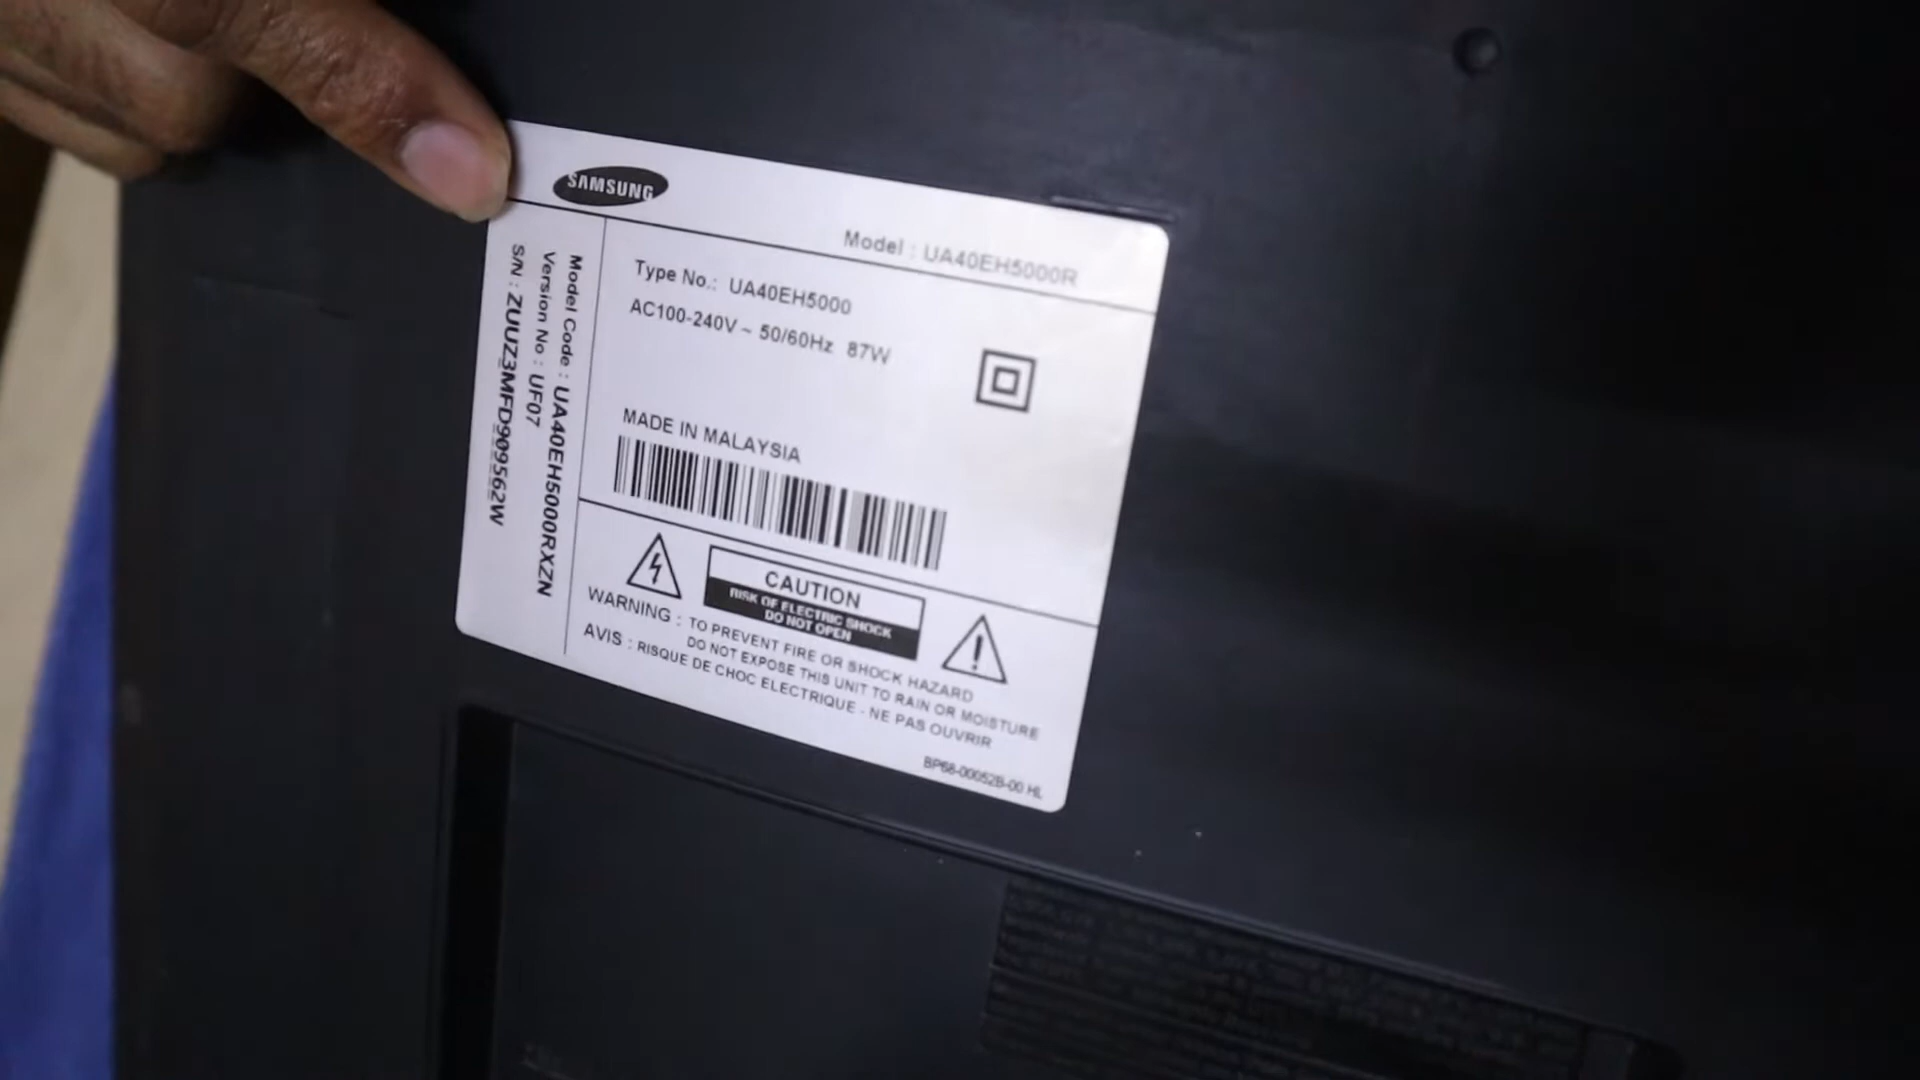 SAMSUNG
Model : UA40EH5000R
Type No.: UA40EH5000
AC100-240V ~ 50/60Hz 87W
MADE IN MALAYSIA
Model Code : UA40EH5000RXZN
Version No : UF07
S/N : ZUUZ3MFD909562W
CAUTION
RISK OF ELECTRIC SHOCK
DO NOT OPEN
WARNING : TO PREVENT FIRE OR SHOCK HAZARD
DO NOT EXPOSE THIS UNIT TO RAIN OR MOISTURE
AVIS : RISQUE DE CHOC ELECTRIQUE - NE PAS OUVRIR
BP68-00052B-00 HL